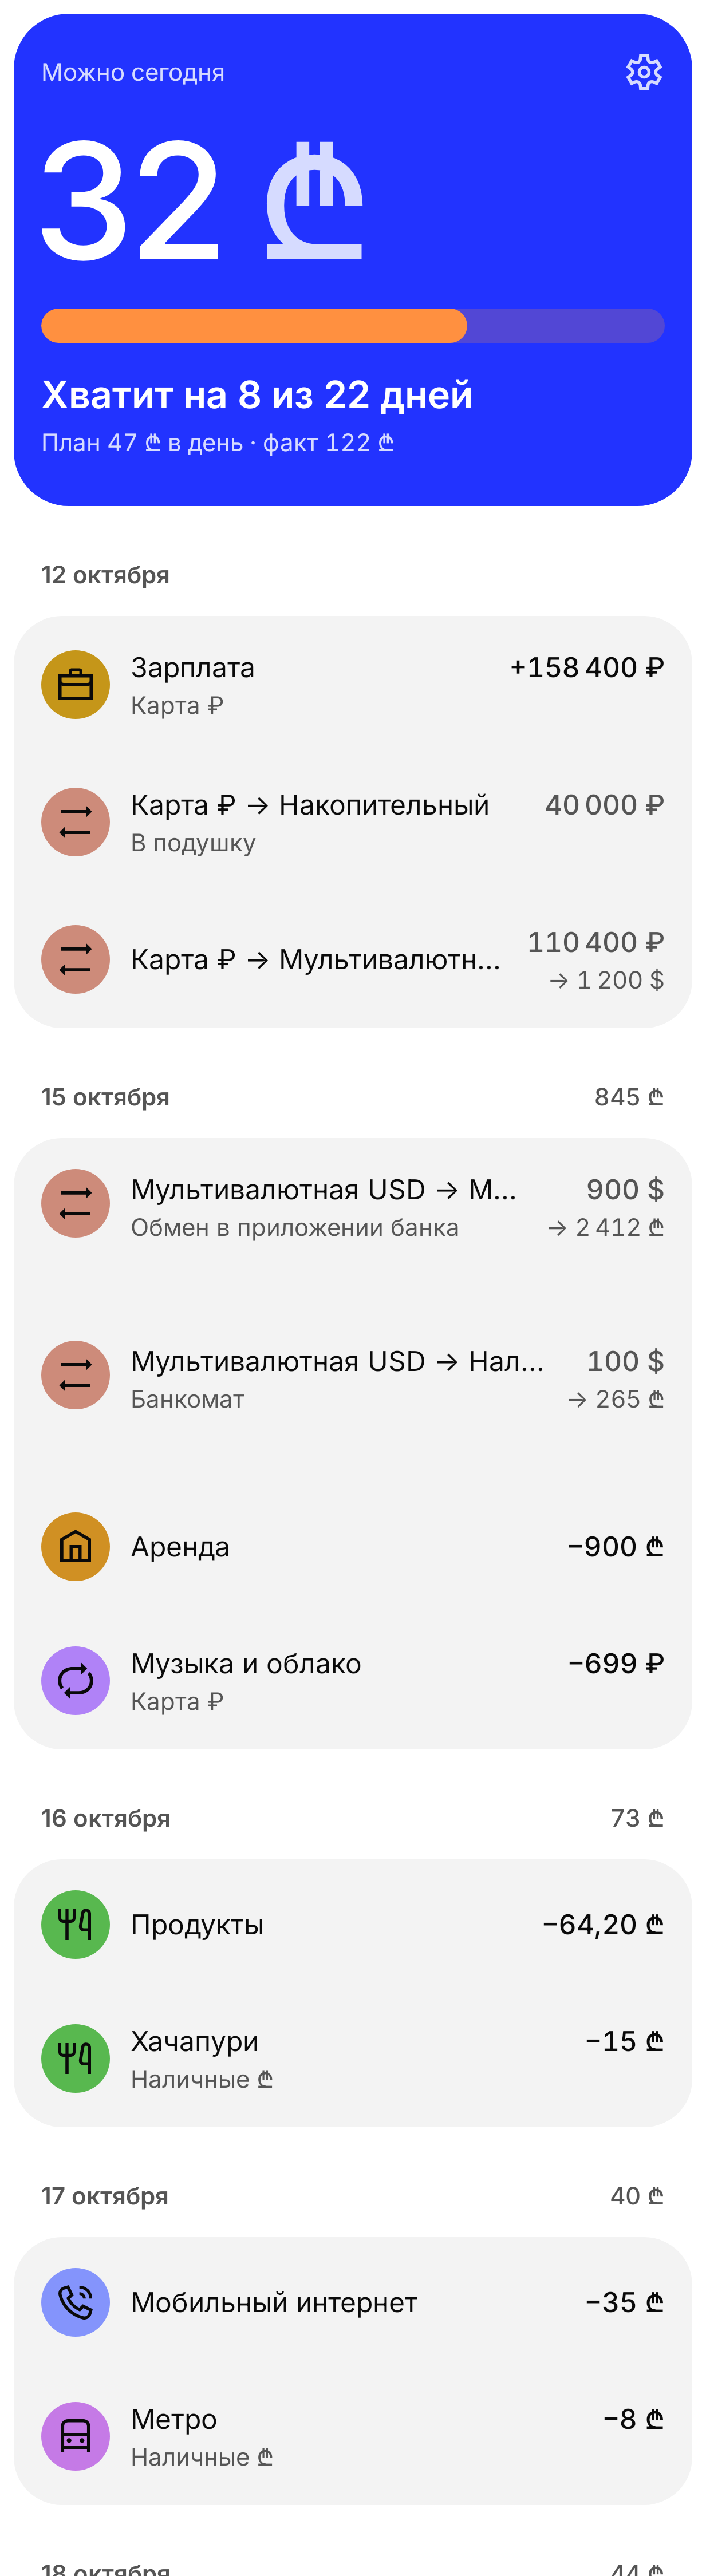 Можно сегодня
32 ₾
Хватит на 8 из 22 дней
План 47 ₾ в день · факт 122 ₾
12 октября
Зарплата
+158 400 ₽
Карта ₽
Карта ₽ → Накопительный
40 000 ₽
В подушку
Карта ₽ → Мультивалютн...
110 400 ₽
→ 1 200 $
15 октября
845 ₾
Мультивалютная USD → М...
900 $
Обмен в приложении банка
→ 2 412 ₾
Мультивалютная USD → Нал...
100 $
Банкомат
→ 265 ₾
Аренда
−900 ₾
Музыка и облако
−699 ₽
Карта ₽
16 октября
73 ₾
Продукты
−64,20 ₾
Хачапури
−15 ₾
Наличные ₾
17 октября
40 ₾
Мобильный интернет
−35 ₾
Метро
−8 ₾
Наличные ₾
18 октября
44 ₾